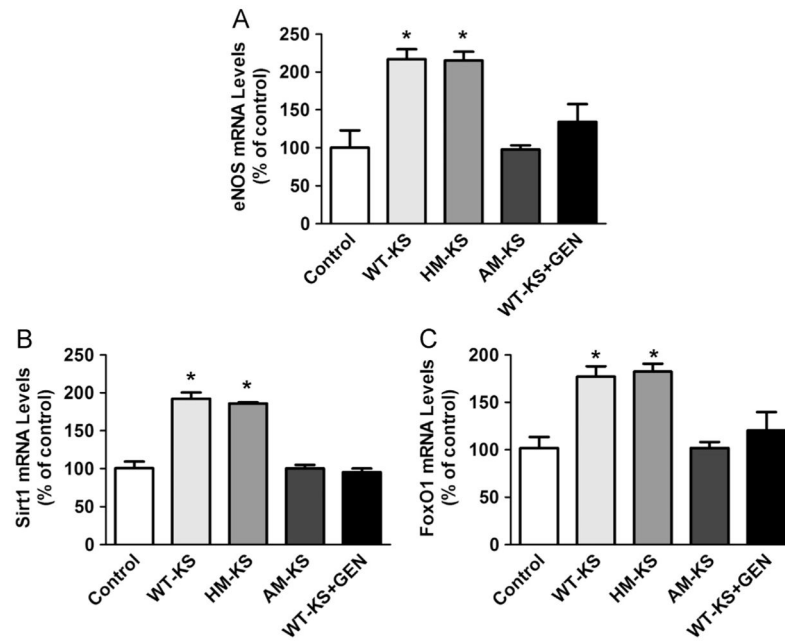 A
eNOS mRNA Levels
(% of control)
250
200
150
100
50
0
* *
Control
WT-KS
HM-KS
AM-KS
WT-KS+GEN
B
Sirt1 mRNA Levels
(% of control)
250
200
150
100
50
0
* *
Control
WT-KS
HM-KS
AM-KS
WT-KS+GEN
C
FoxO1 mRNA Levels
(% of control)
200
150
100
50
0
* *
Control
WT-KS
HM-KS
AM-KS
WT-KS+GEN